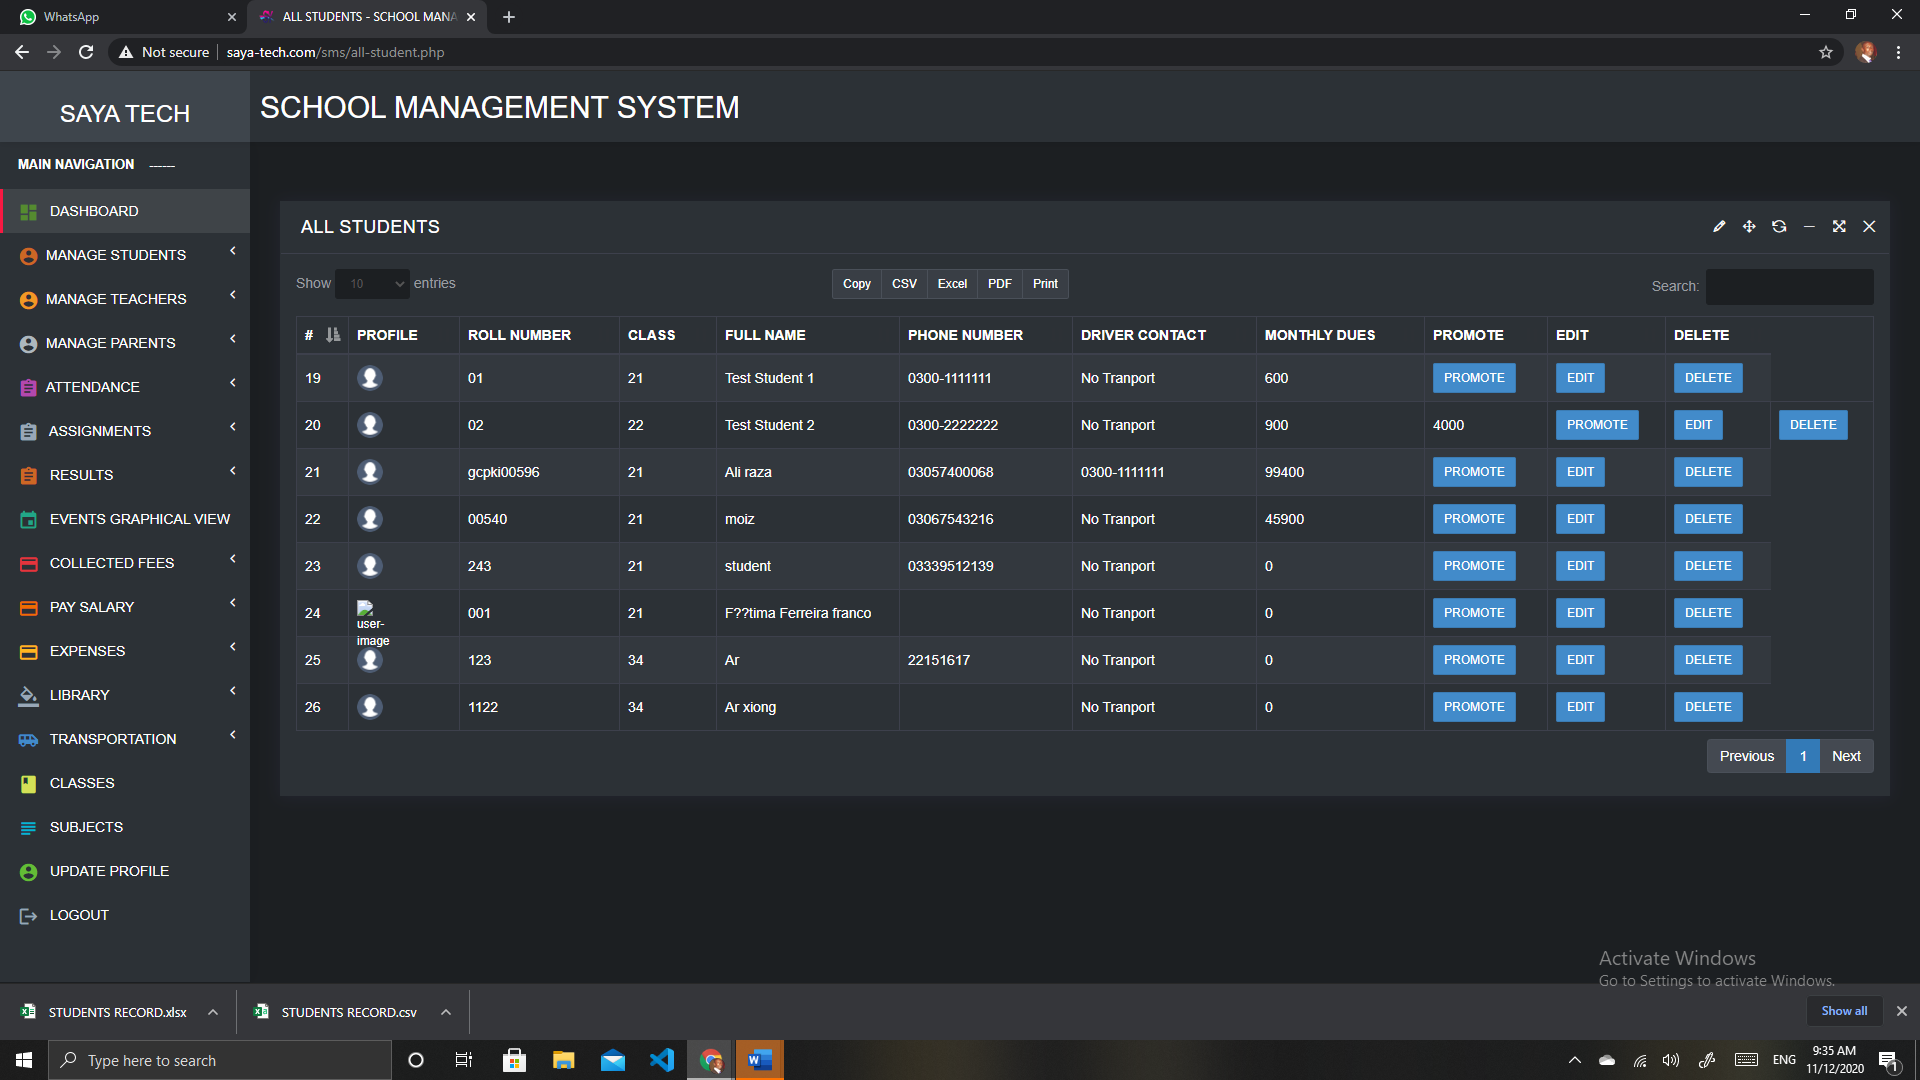 WhatsApp
ALL STUDENTS - SCHOOL MANA
Not secure
saya-tech.com/sms/all-student.php
SAYA TECH
SCHOOL MANAGEMENT SYSTEM
MAIN NAVIGATION ------
DASHBOARD
MANAGE STUDENTS
MANAGE TEACHERS
MANAGE PARENTS
ATTENDANCE
ASSIGNMENTS
RESULTS
EVENTS GRAPHICAL VIEW
COLLECTED FEES
PAY SALARY
EXPENSES
LIBRARY
TRANSPORTATION
CLASSES
SUBJECTS
UPDATE PROFILE
LOGOUT
ALL STUDENTS
Show 10 entries
Copy CSV Excel PDF Print
Search:
# PROFILE ROLL NUMBER CLASS FULL NAME PHONE NUMBER DRIVER CONTACT MONTHLY DUES PROMOTE EDIT DELETE
19 01 21 Test Student 1 0300-1111111 No Tranport 600 PROMOTE EDIT DELETE
20 02 22 Test Student 2 0300-2222222 No Tranport 900 4000 PROMOTE EDIT DELETE
21 gcpki00596 21 Ali raza 03057400068 0300-1111111 99400 PROMOTE EDIT DELETE
22 00540 21 moiz 03067543216 No Tranport 45900 PROMOTE EDIT DELETE
23 243 21 student 03339512139 No Tranport 0 PROMOTE EDIT DELETE
24 user-image 001 21 F??tima Ferreira franco No Tranport 0 PROMOTE EDIT DELETE
25 123 34 Ar 22151617 No Tranport 0 PROMOTE EDIT DELETE
26 1122 34 Ar xiong No Tranport 0 PROMOTE EDIT DELETE
Previous 1 Next
Activate Windows
Go to Settings to activate Windows.
STUDENTS RECORD.xlsx
STUDENTS RECORD.csv
Show all
Type here to search
ENG
9:35 AM
11/12/2020
1